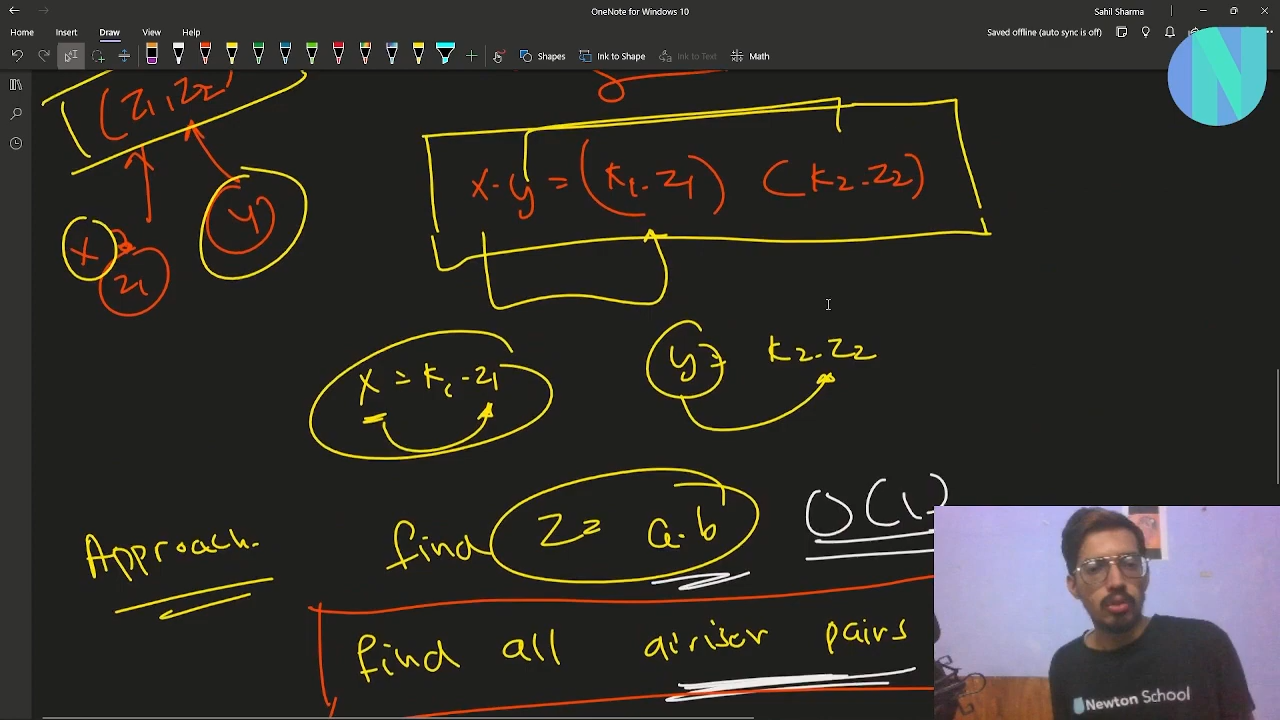 OneNote for Windows 10
Sahil Sharma
Home Insert Draw View Help
Saved offline (auto sync is off)
Shapes Ink to Shape Ink to Text Math
(z1, z2)
x·y = (k1·z1) (k2·z2)
x
y
z1
x = k1·z1
y = k2·z2
Approach.
find z = a·b O(1)
find all airisor pairs
Newton School